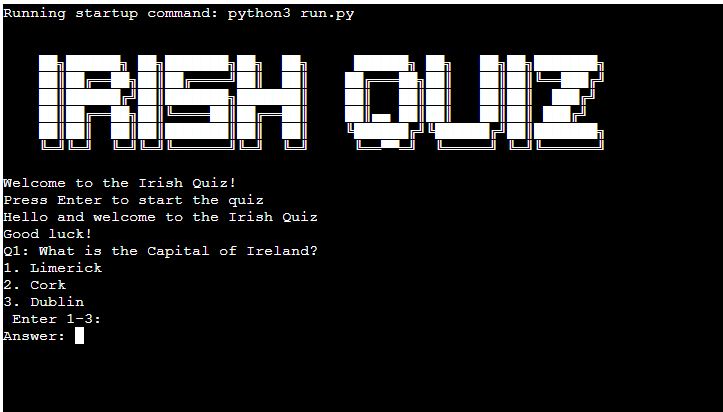 Running startup command: python3 run.py
IRISH QUIZ
Welcome to the Irish Quiz!
Press Enter to start the quiz
Hello and welcome to the Irish Quiz
Good luck!
Q1: What is the Capital of Ireland?
1. Limerick
2. Cork
3. Dublin
Enter 1-3:
Answer: